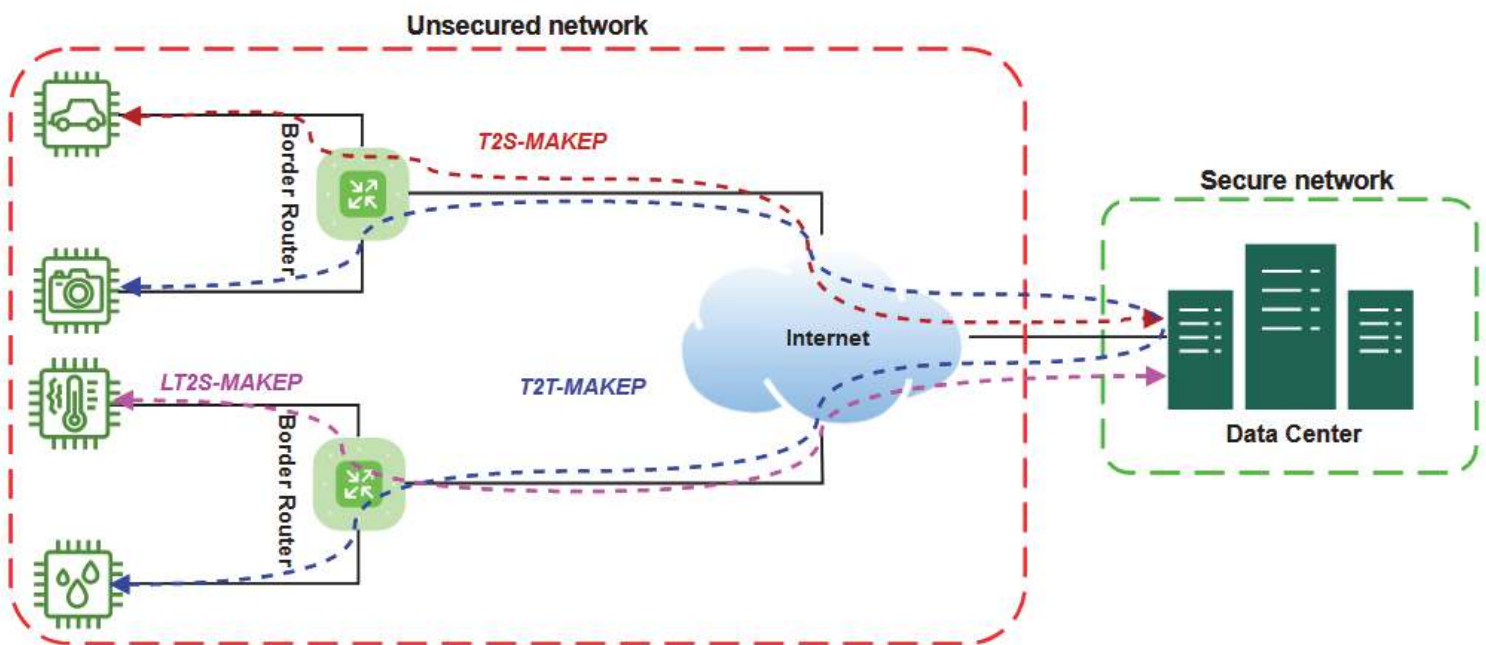 Unsecured network
T2S-MAKEP
Border Router
Secure network
Internet
LT2S-MAKEP
T2T-MAKEP
Border Router
Data Center